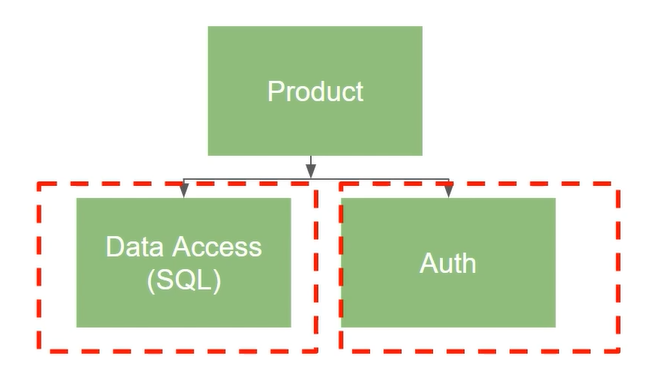 Product
Data Access
(SQL)
Auth